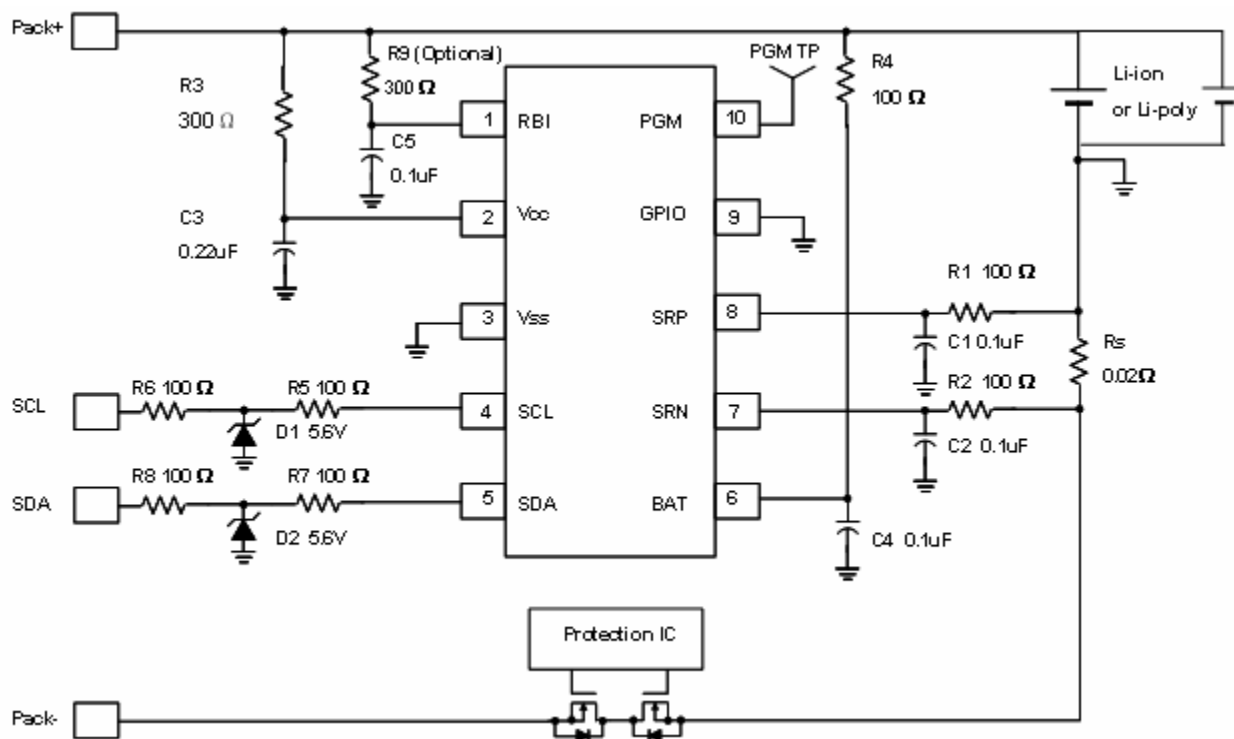 Pack+
R9 (Optional)
300 Ω
R3
300 Ω
C5
0.1uF
C3
0.22uF
PGM TP
R4
100 Ω
Li-ion
or Li-poly
1 RBI
PGM 10
2 Vcc
GPIO 9
3 Vss
SRP 8
4 SCL
SRN 7
5 SDA
BAT 6
R1 100 Ω
C1 0.1uF
Rs
0.02Ω
R2 100 Ω
C2 0.1uF
C4 0.1uF
SCL
R6 100 Ω
R5 100 Ω
D1 5.6V
SDA
R8 100 Ω
R7 100 Ω
D2 5.6V
Protection IC
Pack-